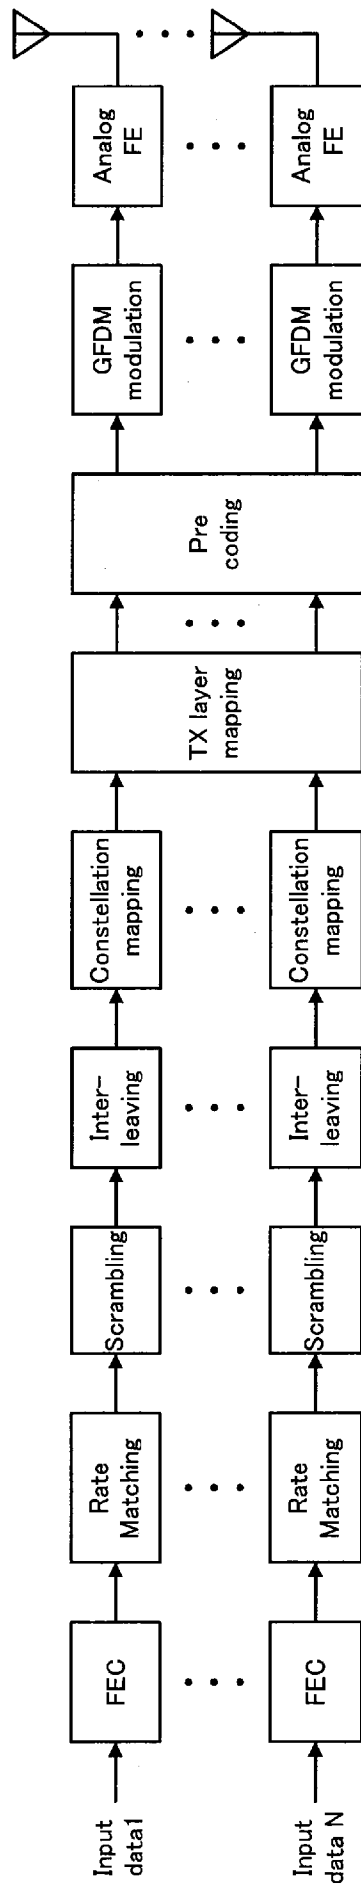 Input
data1
FEC
Rate
Matching
Scrambling
Inter-
leaving
Constellation
mapping
TX layer
mapping
Pre
coding
GFDM
modulation
Analog
FE
Input
data N
FEC
Rate
Matching
Scrambling
Inter-
leaving
Constellation
mapping
GFDM
modulation
Analog
FE